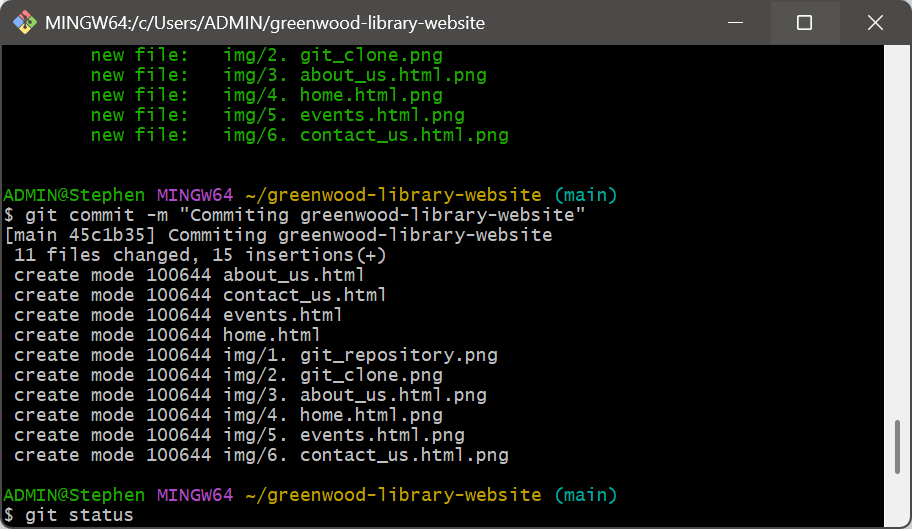 MINGW64:/c/Users/ADMIN/greenwood-library-website
new file:   img/2. git_clone.png
new file:   img/3. about_us.html.png
new file:   img/4. home.html.png
new file:   img/5. events.html.png
new file:   img/6. contact_us.html.png
ADMIN@Stephen MINGW64 ~/greenwood-library-website (main)
$ git commit -m "Commiting greenwood-library-website"
[main 45c1b35] Commiting greenwood-library-website
 11 files changed, 15 insertions(+)
 create mode 100644 about_us.html
 create mode 100644 contact_us.html
 create mode 100644 events.html
 create mode 100644 home.html
 create mode 100644 img/1. git_repository.png
 create mode 100644 img/2. git_clone.png
 create mode 100644 img/3. about_us.html.png
 create mode 100644 img/4. home.html.png
 create mode 100644 img/5. events.html.png
 create mode 100644 img/6. contact_us.html.png
ADMIN@Stephen MINGW64 ~/greenwood-library-website (main)
$ git status